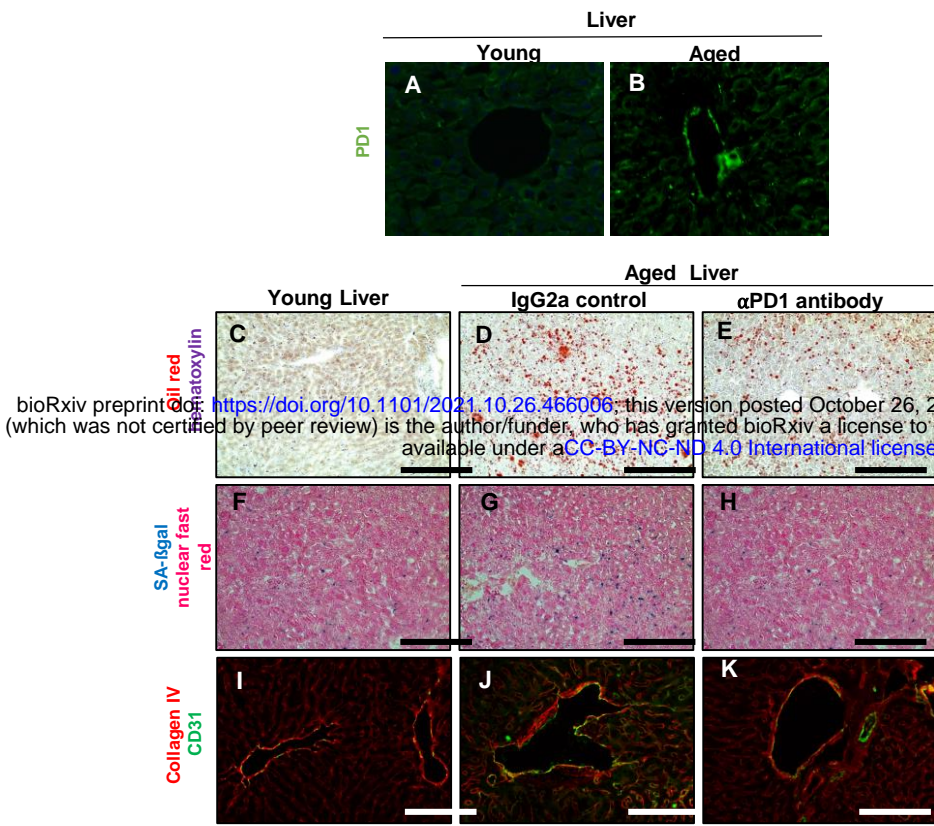 Liver
Young Aged
A B
PD1
Aged Liver
Young Liver IgG2a control αPD1 antibody
C D E
Oil red
hematoxylin
bioRxiv preprint doi: https://doi.org/10.1101/2021.10.26.466006; this version posted October 26, 2
(which was not certified by peer review) is the author/funder, who has granted bioRxiv a license to
available under aCC-BY-NC-ND 4.0 International license
F G H
SA-ßgal
nuclear fast
red
I J K
Collagen IV
CD31